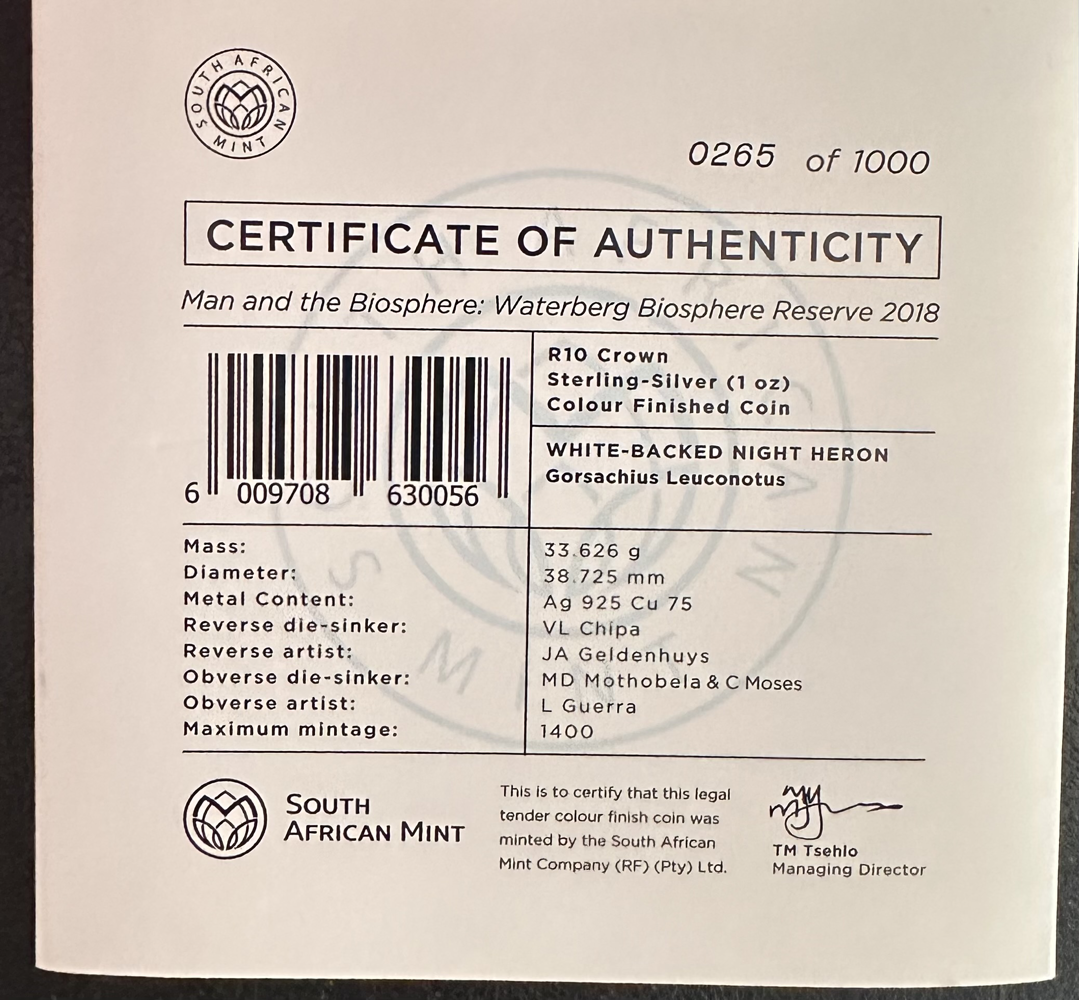 SOUTH AFRICAN MINT
0265 of 1000
CERTIFICATE OF AUTHENTICITY
Man and the Biosphere: Waterberg Biosphere Reserve 2018
R10 Crown
Sterling-Silver (1 oz)
Colour Finished Coin
WHITE-BACKED NIGHT HERON
Gorsachius Leuconotus
6 009708 630056
Mass: 33.626 g
Diameter: 38.725 mm
Metal Content: Ag 925 Cu 75
Reverse die-sinker: VL Chipa
Reverse artist: JA Geldenhuys
Obverse die-sinker: MD Mothobela & C Moses
Obverse artist: L Guerra
Maximum mintage: 1400
SOUTH AFRICAN MINT
SOUTH
AFRICAN MINT
This is to certify that this legal
tender colour finish coin was
minted by the South African
Mint Company (RF) (Pty) Ltd.
TM Tsehlo
Managing Director